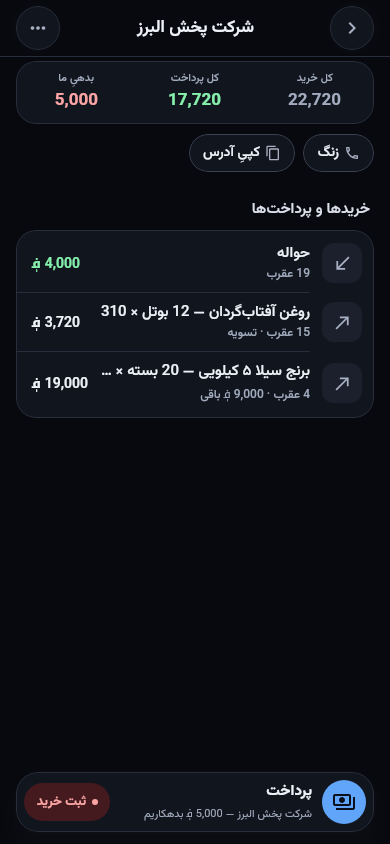 شرکت پخش البرز
کل خرید
22,720
کل پرداخت
17,720
بدهیِ ما
5,000
زنگ
کپیِ آدرس
خریدها و پرداخت‌ها
حواله
19 عقرب
4,000 ؋
روغن آفتاب‌گردان — 12 بوتل × 310
15 عقرب · تسویه
3,720 ؋
برنج سیلا ۵ کیلویی — 20 بسته × ...
4 عقرب · 9,000 ؋ باقی
19,000 ؋
پرداخت
شرکت پخش البرز — 5,000 ؋ بدهکاریم
ثبت خرید